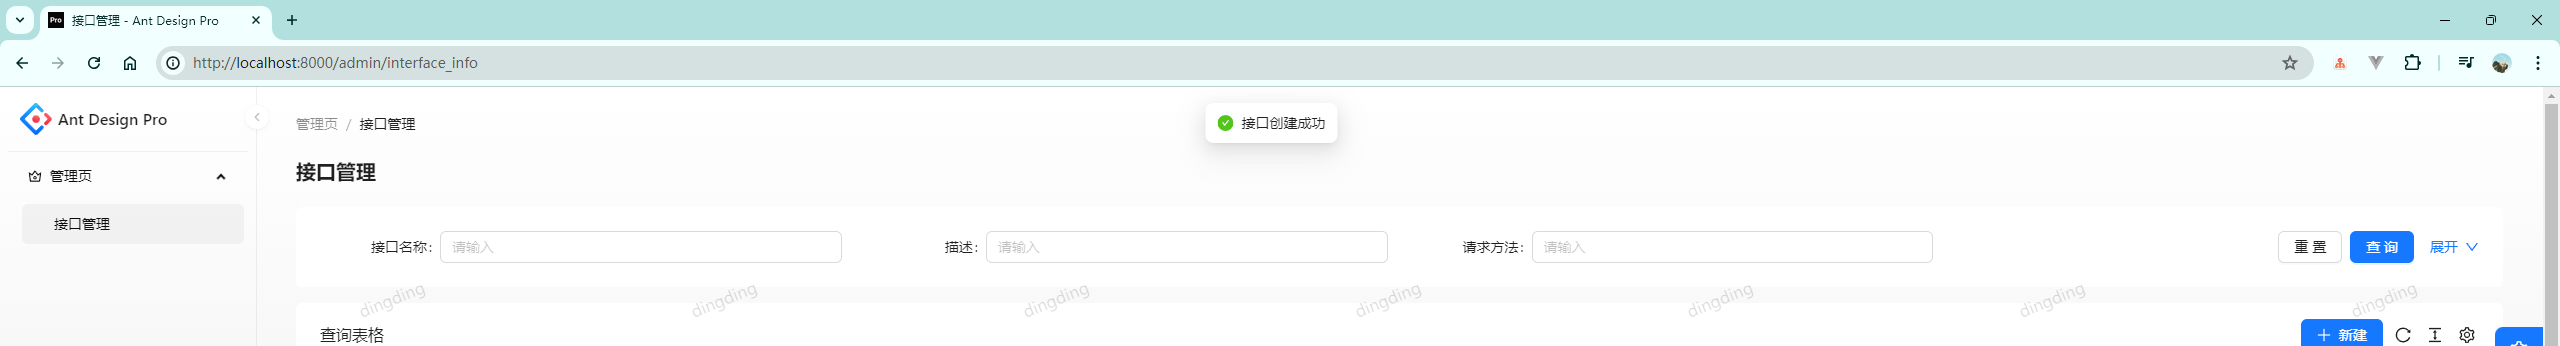 Pro 接口管理 - Ant Design Pro
http://localhost:8000/admin/interface_info
Ant Design Pro
管理页 / 接口管理
接口创建成功
管理页
接口管理
接口管理
接口名称: 请输入 描述: 请输入 请求方法: 请输入 重 置 查 询 展开
dingding dingding dingding dingding dingding dingding dingding
查询表格 新建